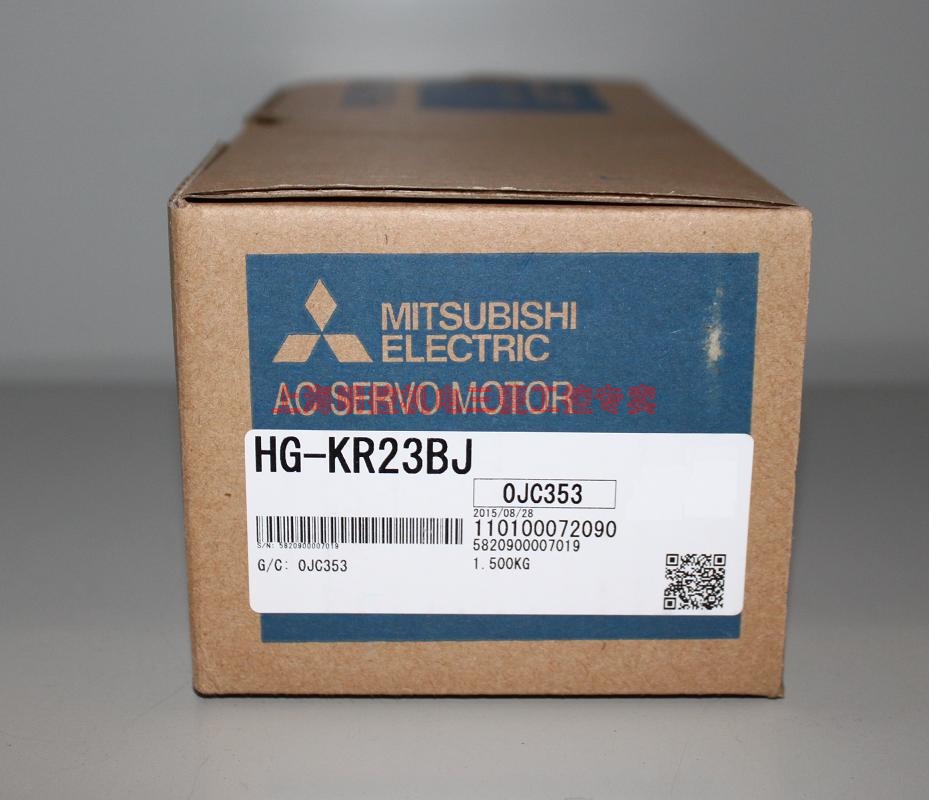 MITSUBISHI
ELECTRIC
AC SERVO MOTOR
HG-KR23BJ
0JC353
2015/08/28
110100072090
S/N: 5820900007019
5820900007019
G/C: 0JC353
1.500KG